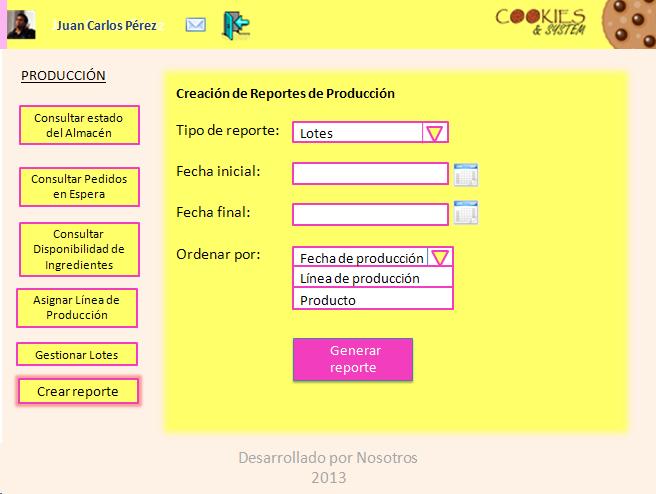 Juan Carlos Pérez
COOKIES
& SYSTEM
PRODUCCIÓN
Consultar estado
del Almacén
Consultar Pedidos
en Espera
Consultar
Disponibilidad de
Ingredientes
Asignar Línea de
Producción
Gestionar Lotes
Crear reporte
Creación de Reportes de Producción
Tipo de reporte:
Lotes
Fecha inicial:
Fecha final:
Ordenar por:
Fecha de producción
Línea de producción
Producto
Generar
reporte
Desarrollado por Nosotros
2013